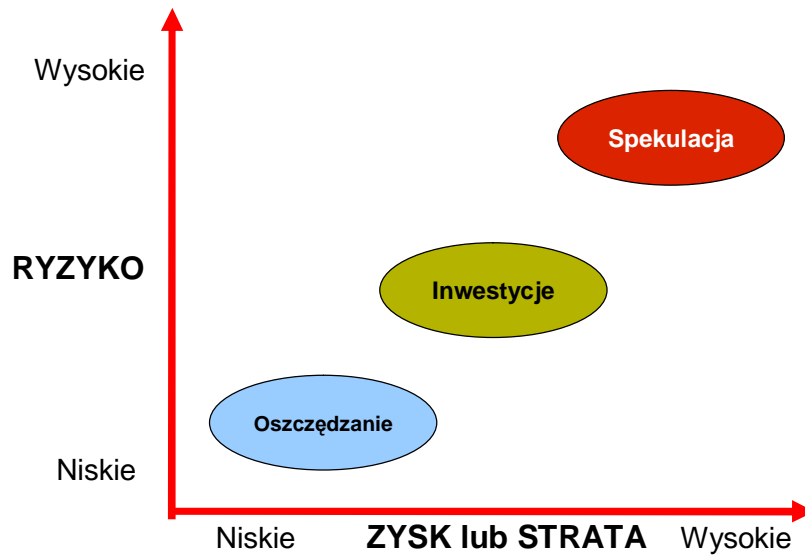 Wysokie
Spekulacja
RYZYKO
Inwestycje
Oszczędzanie
Niskie
Niskie ZYSK lub STRATA Wysokie